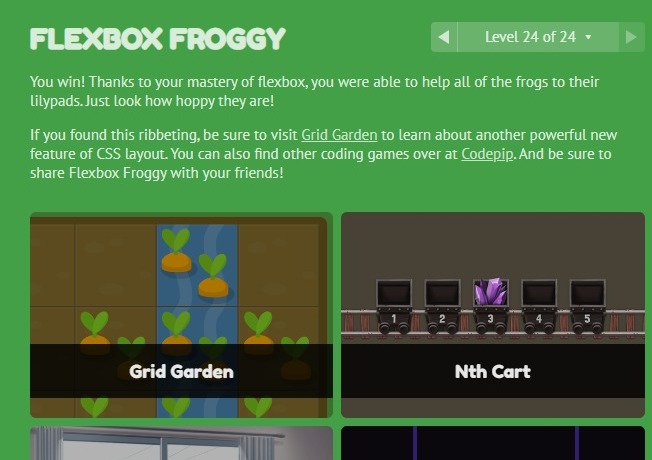 FLEXBOX FROGGY
Level 24 of 24
You win! Thanks to your mastery of flexbox, you were able to help all of the frogs to their
lilypads. Just look how hoppy they are!
If you found this ribbeting, be sure to visit Grid Garden to learn about another powerful new
feature of CSS layout. You can also find other coding games over at Codepip. And be sure to
share Flexbox Froggy with your friends!
1 2 3 4 5
Grid Garden
Nth Cart